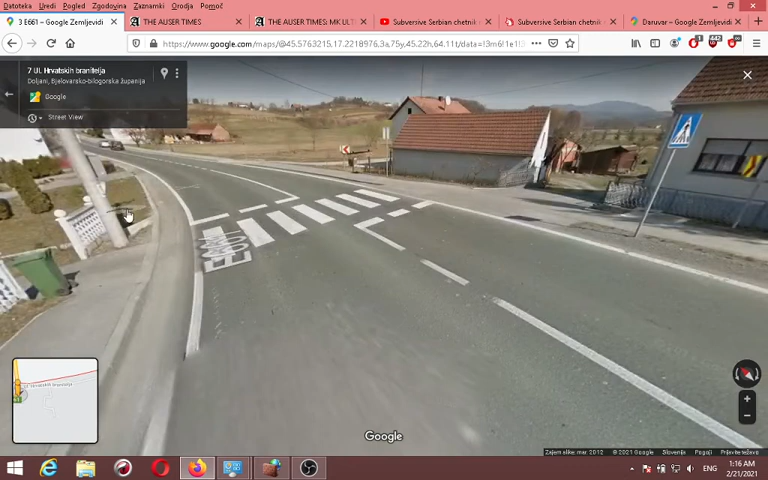 Datoteka Uredi Pogled Zgodovina Zaznamki Orodja Pomoč
3 E661 – Google Zemljevidi
THE AUSER TIMES
THE AUSER TIMES: MK ULT
Subversive Serbian chetnik
Subversive Serbian chetnik
Daruvar – Google Zemljevidi
https://www.google.com/maps/@45.5763215,17.2218976,3a,75y,45.22h,64.11t/data=!3m6!1e1!3
7 Ul. Hrvatskih branitelja
Doljani, Bjelovarsko-bilogorska županija
Google
Street View
E661
Google
Zajem slike: mar. 2012 © 2021 Google Slovenija Pogoji Prijavite težavo
ENG
1:16 AM
2/21/2021